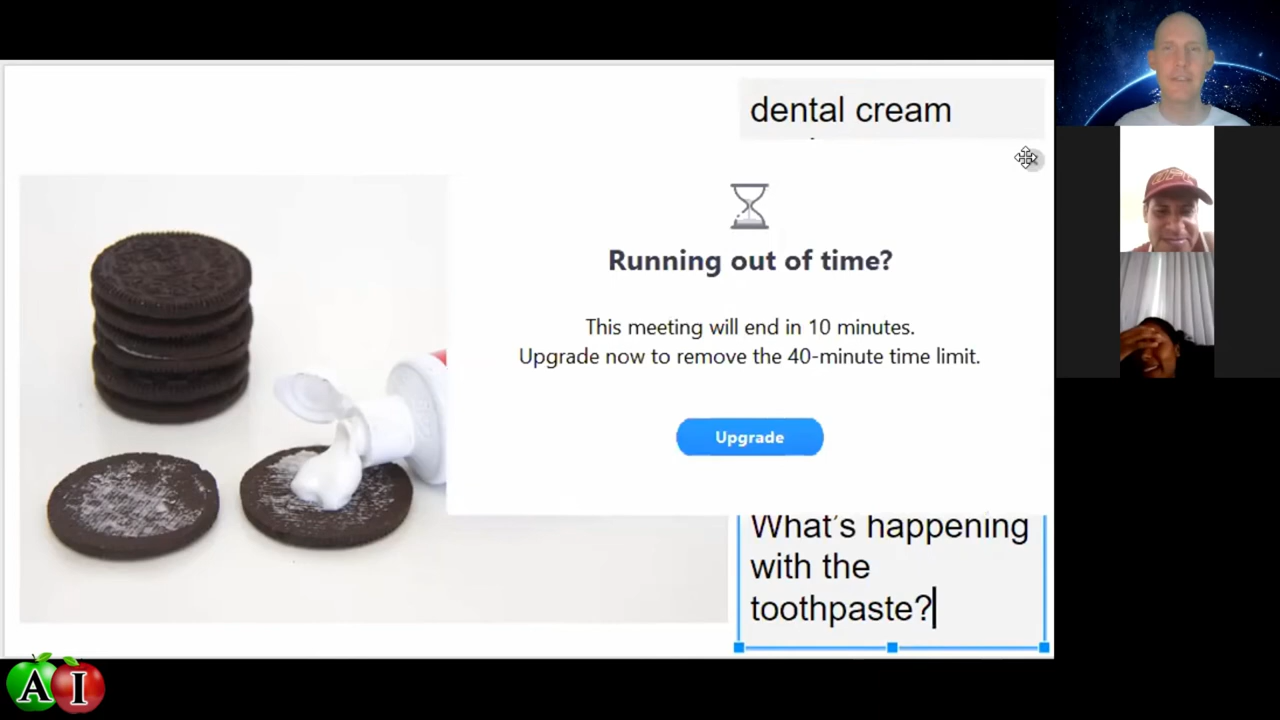 dental cream
Running out of time?
This meeting will end in 10 minutes.
Upgrade now to remove the 40-minute time limit.
Upgrade
What's happening
with the
toothpaste?
A I